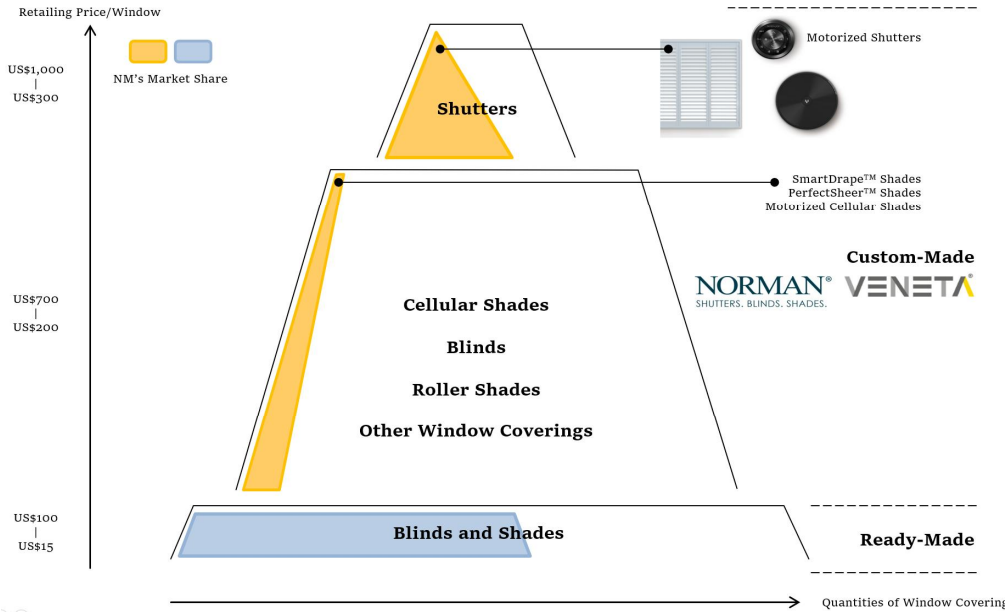 Retailing Price/Window
NM's Market Share
US$1,000
|
US$300
Shutters
Motorized Shutters
SmartDrape™ Shades
PerfectSheer™ Shades
Motorized Cellular Shades
Custom-Made
NORMAN®
SHUTTERS. BLINDS. SHADES.
VENETA®
US$700
|
US$200
Cellular Shades
Blinds
Roller Shades
Other Window Coverings
US$100
|
US$15
Blinds and Shades
Ready-Made
Quantities of Window Covering